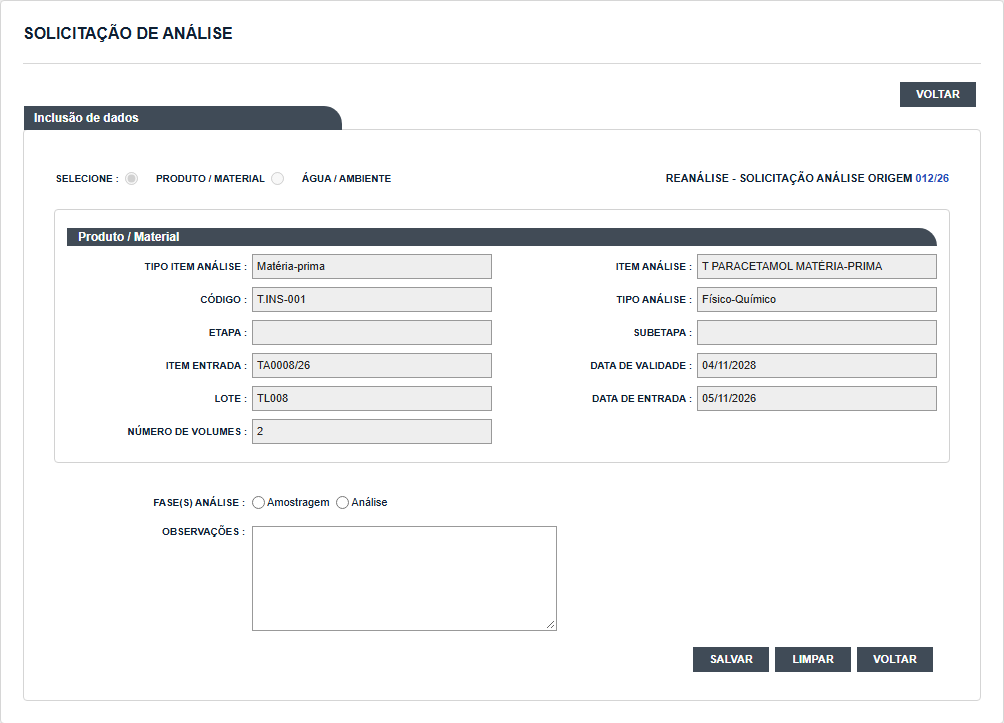 SOLICITAÇÃO DE ANÁLISE
VOLTAR
Inclusão de dados
SELECIONE : PRODUTO / MATERIAL ÁGUA / AMBIENTE REANÁLISE - SOLICITAÇÃO ANÁLISE ORIGEM 012/26
Produto / Material
TIPO ITEM ANÁLISE : Matéria-prima ITEM ANÁLISE : T PARACETAMOL MATÉRIA-PRIMA
CÓDIGO : T.INS-001 TIPO ANÁLISE : Físico-Químico
ETAPA : SUBETAPA :
ITEM ENTRADA : TA0008/26 DATA DE VALIDADE : 04/11/2028
LOTE : TL008 DATA DE ENTRADA : 05/11/2026
NÚMERO DE VOLUMES : 2
FASE(S) ANÁLISE : Amostragem Análise
OBSERVAÇÕES :
SALVAR LIMPAR VOLTAR